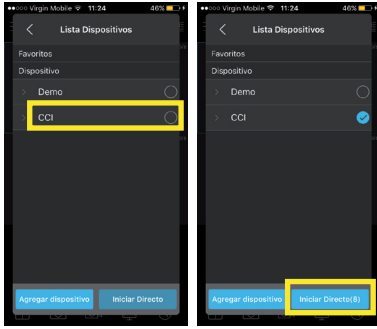 ●●○○○ Virgin Mobile 11:24 46%
Lista Dispositivos
Favoritos
Dispositivo
Demo
CCI
Agregar dispositivo Iniciar Directo
●●○○○ Virgin Mobile 11:24 46%
Lista Dispositivos
Favoritos
Dispositivo
Demo
CCI
Agregar dispositivo Iniciar Directo(8)